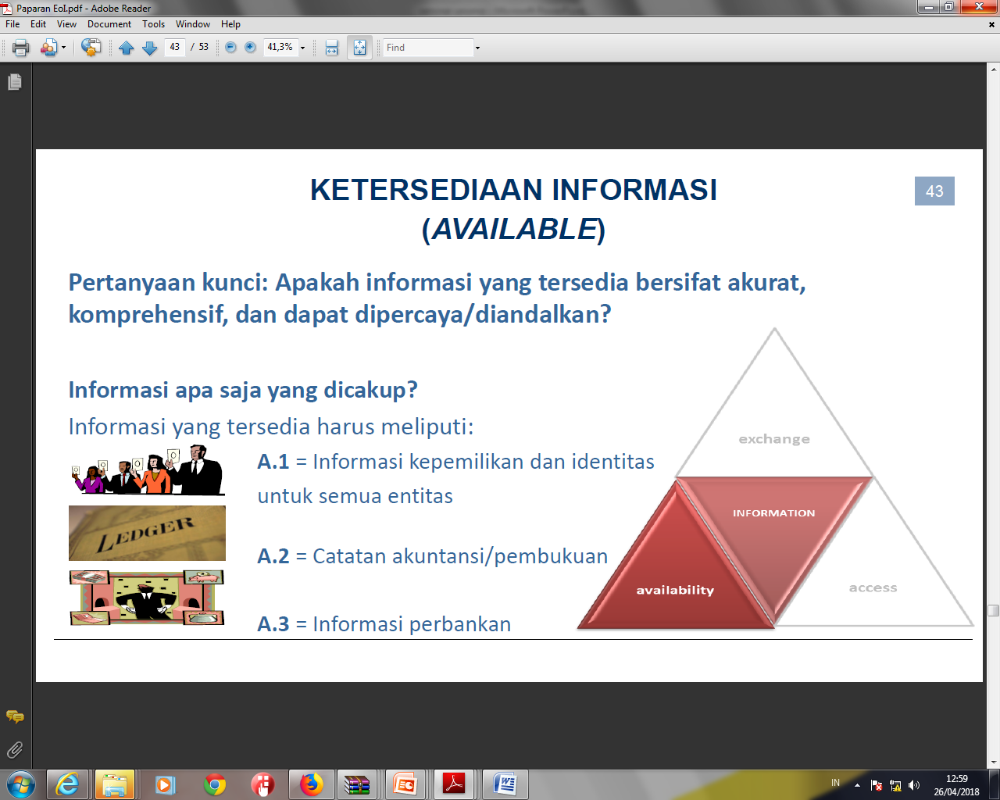 Paparan EoI.pdf - Adobe Reader
File Edit View Document Tools Window Help
43 / 53 41,3% Find
KETERSEDIAAN INFORMASI
(AVAILABLE)
43
Pertanyaan kunci: Apakah informasi yang tersedia bersifat akurat,
komprehensif, dan dapat dipercaya/diandalkan?
Informasi apa saja yang dicakup?
Informasi yang tersedia harus meliputi:
A.1 = Informasi kepemilikan dan identitas
untuk semua entitas
LEDGER
A.2 = Catatan akuntansi/pembukuan
A.3 = Informasi perbankan
exchange
INFORMATION
availability
access
IN
12:59
26/04/2018